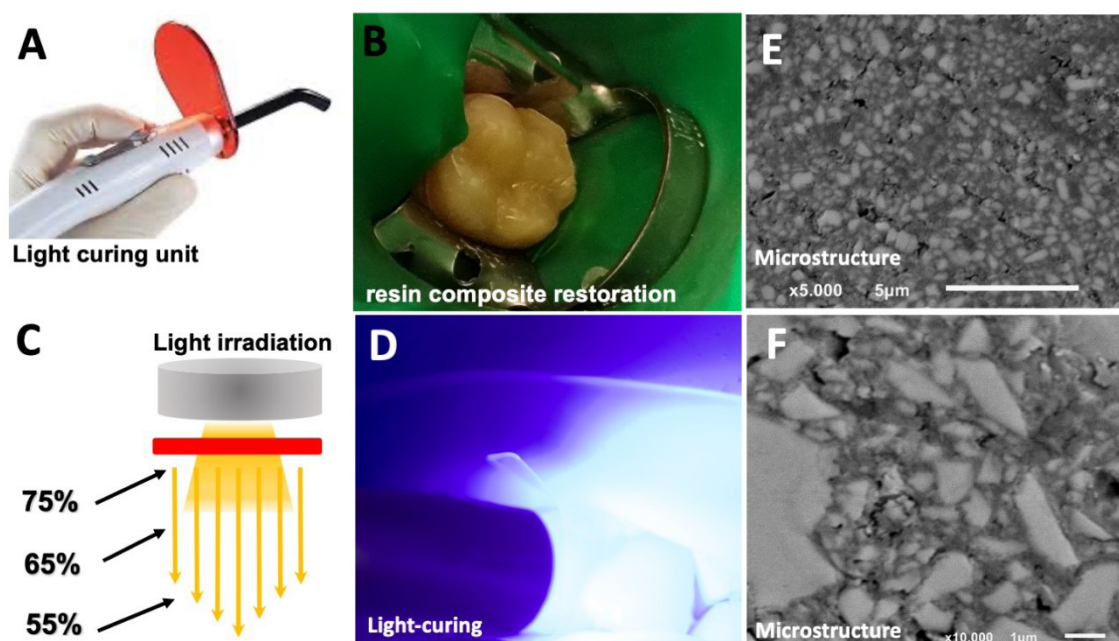 A
Light curing unit
B
resin composite restoration
C
Light irradiation
75%
65%
55%
D
Light-curing
E
Microstructure
x5.000 5µm
F
Microstructure
x10.000 1µm